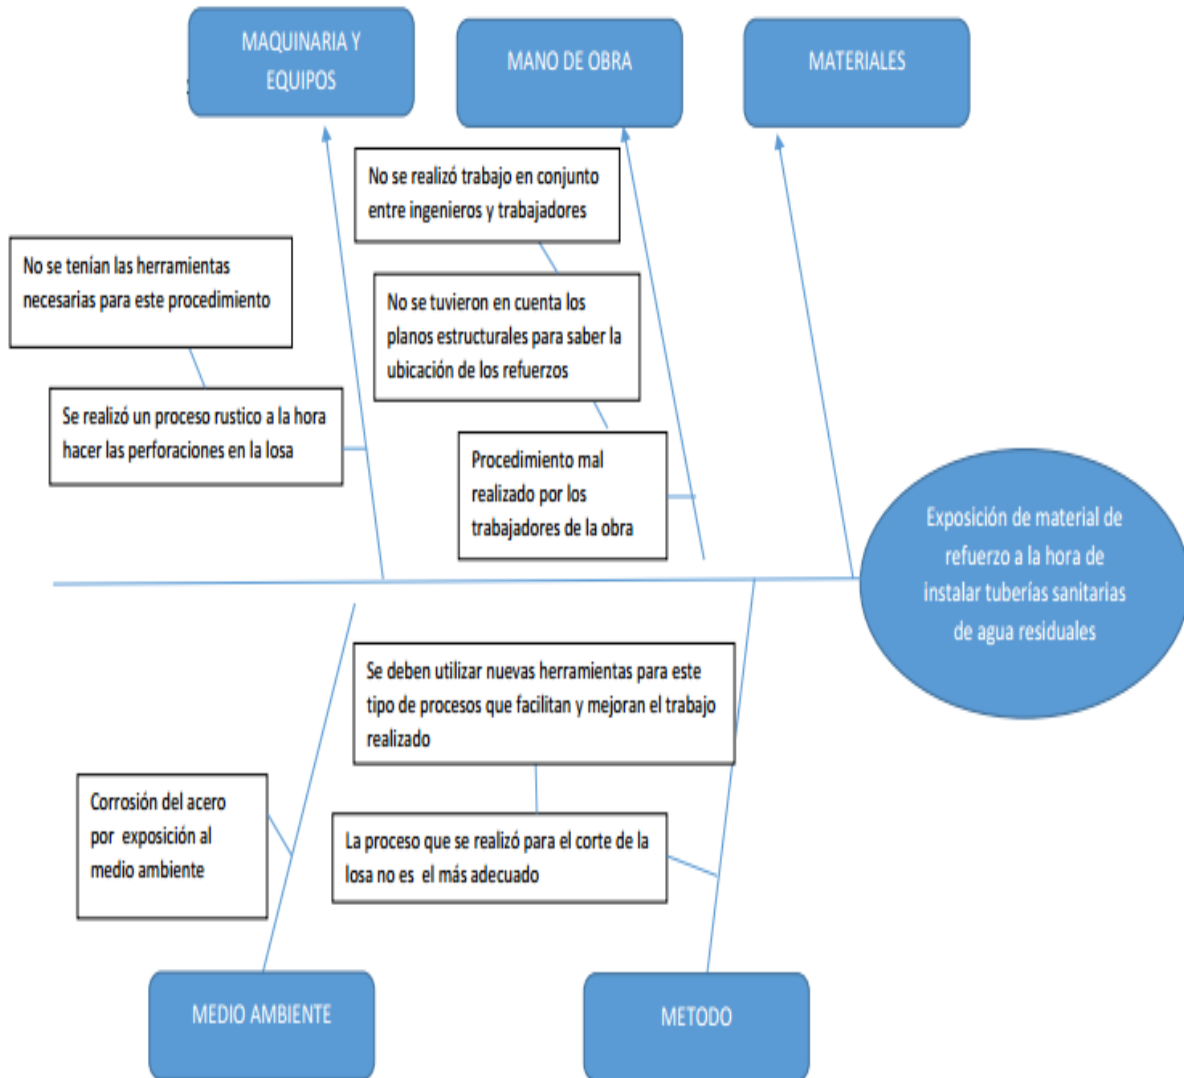 MAQUINARIA Y
EQUIPOS
MANO DE OBRA
MATERIALES
No se realizó trabajo en conjunto
entre ingenieros y trabajadores
No se tenían las herramientas
necesarias para este procedimiento
No se tuvieron en cuenta los
planos estructurales para saber la
ubicación de los refuerzos
Se realizó un proceso rustico a la hora
hacer las perforaciones en la losa
Procedimiento mal
realizado por los
trabajadores de la obra
Exposición de material de
refuerzo a la hora de
instalar tuberías sanitarias
de agua residuales
Se deben utilizar nuevas herramientas para este
tipo de procesos que facilitan y mejoran el trabajo
realizado
Corrosión del acero
por exposición al
medio ambiente
La proceso que se realizó para el corte de la
losa no es el más adecuado
MEDIO AMBIENTE
METODO